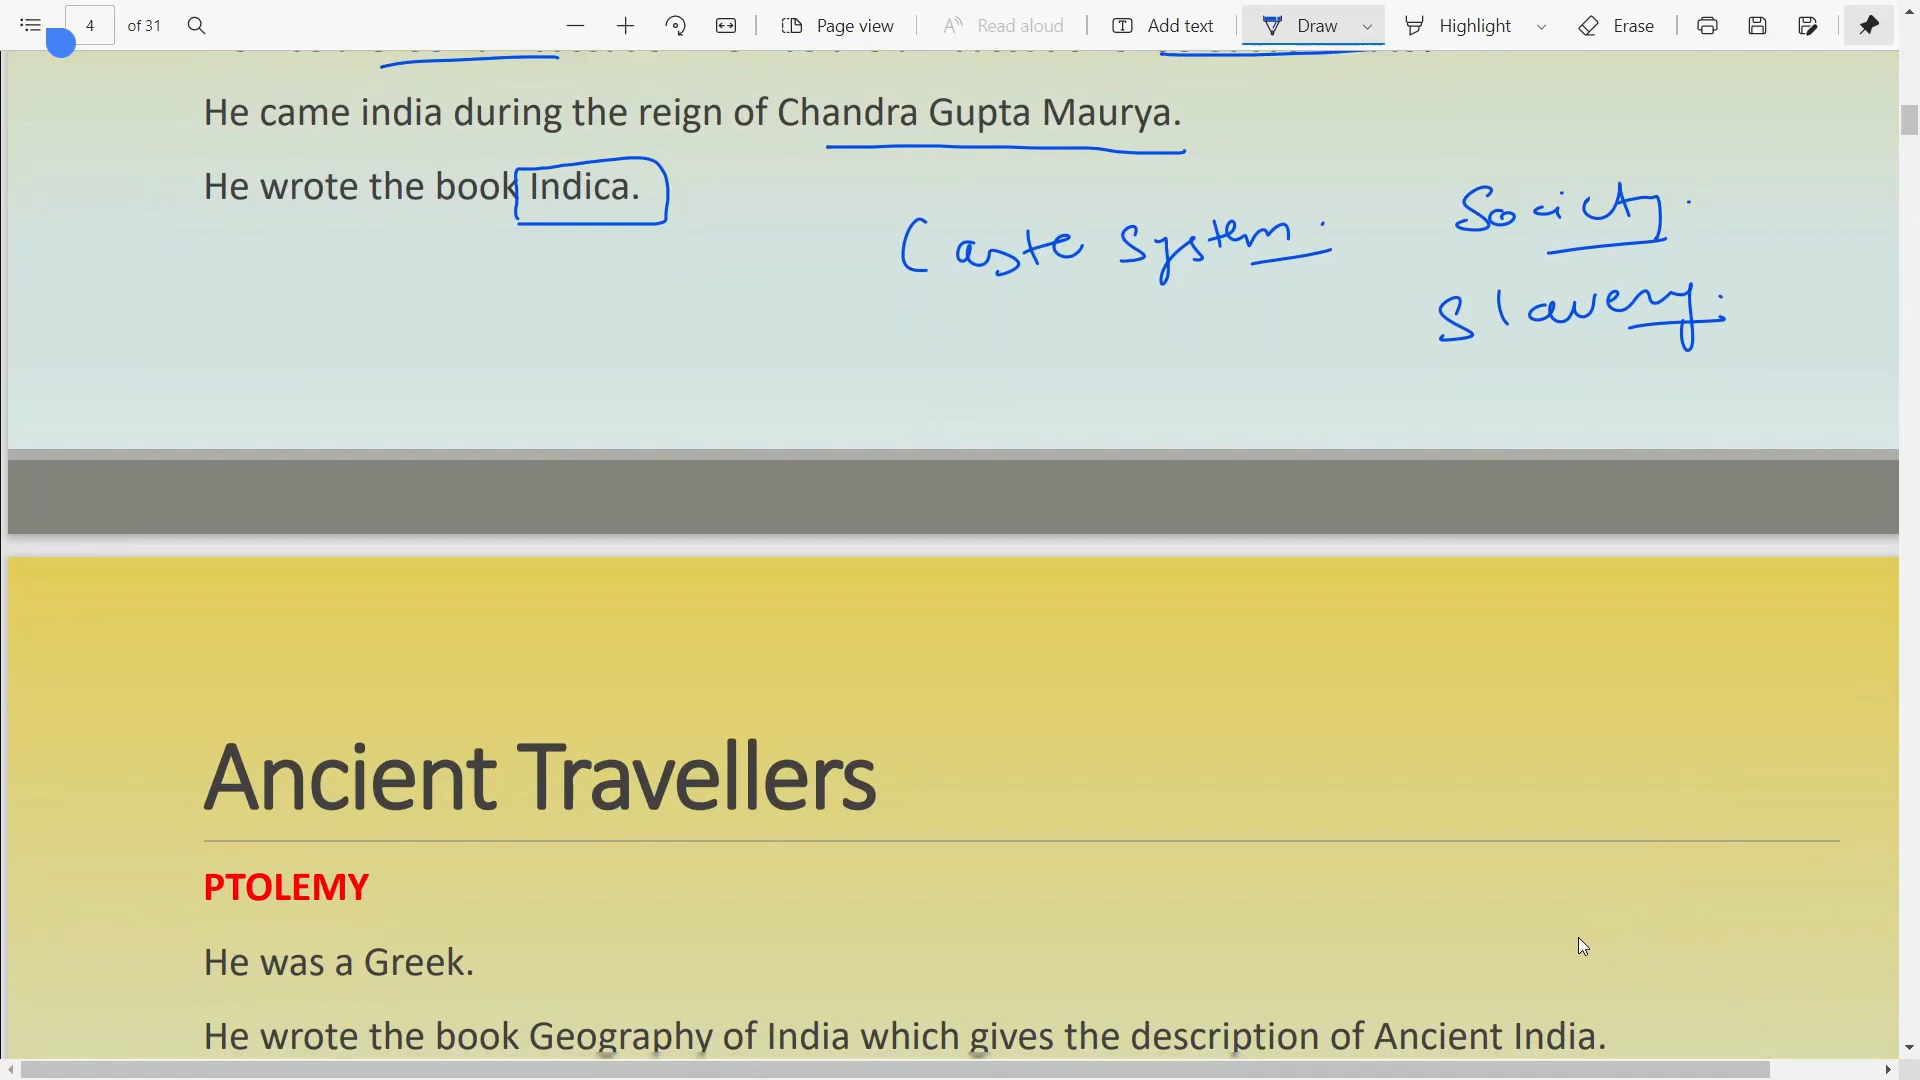 4 of 31 Page view Read aloud Add text Draw Highlight Erase
He came india during the reign of Chandra Gupta Maurya.
He wrote the book Indica.
Society.
Caste System.
Slavery.
Ancient Travellers
PTOLEMY
He was a Greek.
He wrote the book Geography of India which gives the description of Ancient India.